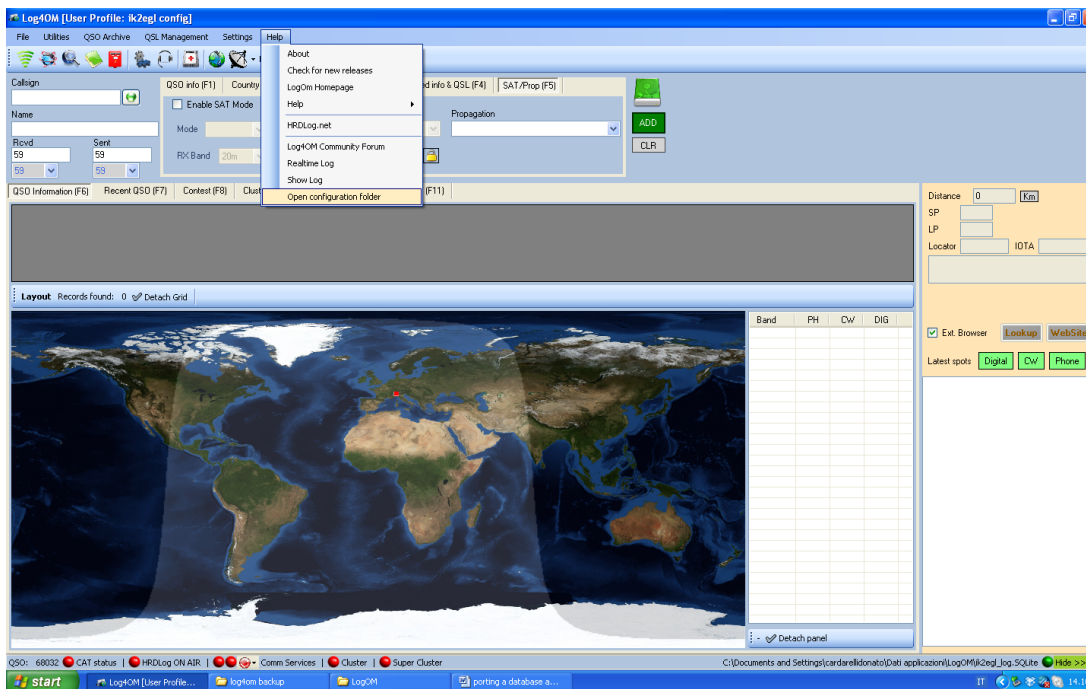 Log4OM [User Profile: ik2egl config]
File Utilities QSO Archive QSL Management Settings Help
About
Check for new releases
LogOm Homepage
Help
HRDLog.net
Log4OM Community Forum
Realtime Log
Show Log
Open configuration folder
Callsign
Name
Rcvd Sent
59 59
59 59
QSO info (F1) Country nd info & QSL (F4) SAT/Prop (F5)
Enable SAT Mode
Mode
RX Band 20m
Propagation
ADD
CLR
QSO Information (F6) Recent QSO (F7) Contest (F8) Clust (F11)
Layout Records found: 0 Detach Grid
Band PH CW DIG
Detach panel
Distance 0 Km
SP
LP
Locator IOTA
Ext. Browser Lookup WebSite
Latest spots Digital CW Phone
QSO: 68032 CAT status | HRDLog ON AIR | Comm Services | Cluster | Super Cluster C:\Documents and Settings\cardarellidonato\Dati applicazioni\LogOM\ik2egl_log.SQLite Hide >>
start Log4OM [User Profile... log4om backup LogOM porting a database a... IT 14.1